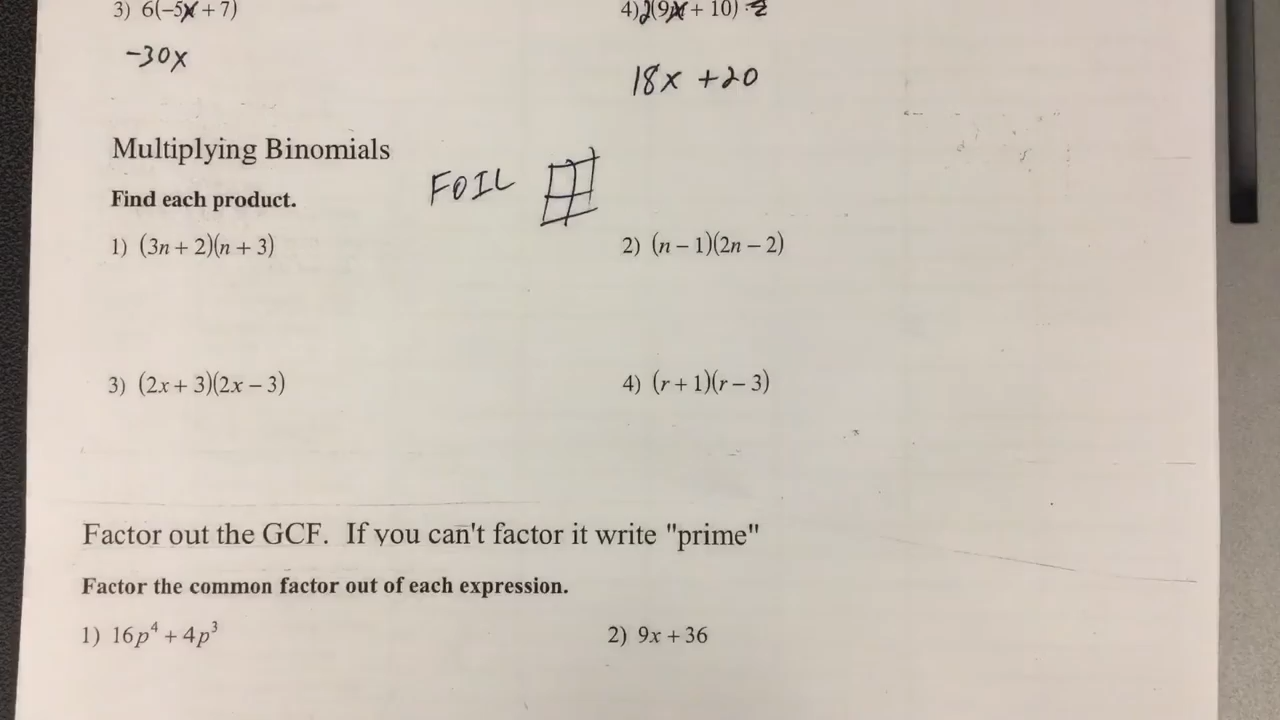 3) 6(−5x + 7)
4) 2(9x + 10)
-30x
18x +20
Multiplying Binomials
FOIL
Find each product.
1) (3n + 2)(n + 3)
2) (n − 1)(2n − 2)
3) (2x + 3)(2x − 3)
4) (r + 1)(r − 3)
Factor out the GCF. If you can't factor it write "prime"
Factor the common factor out of each expression.
1) 16p⁴ + 4p³
2) 9x + 36